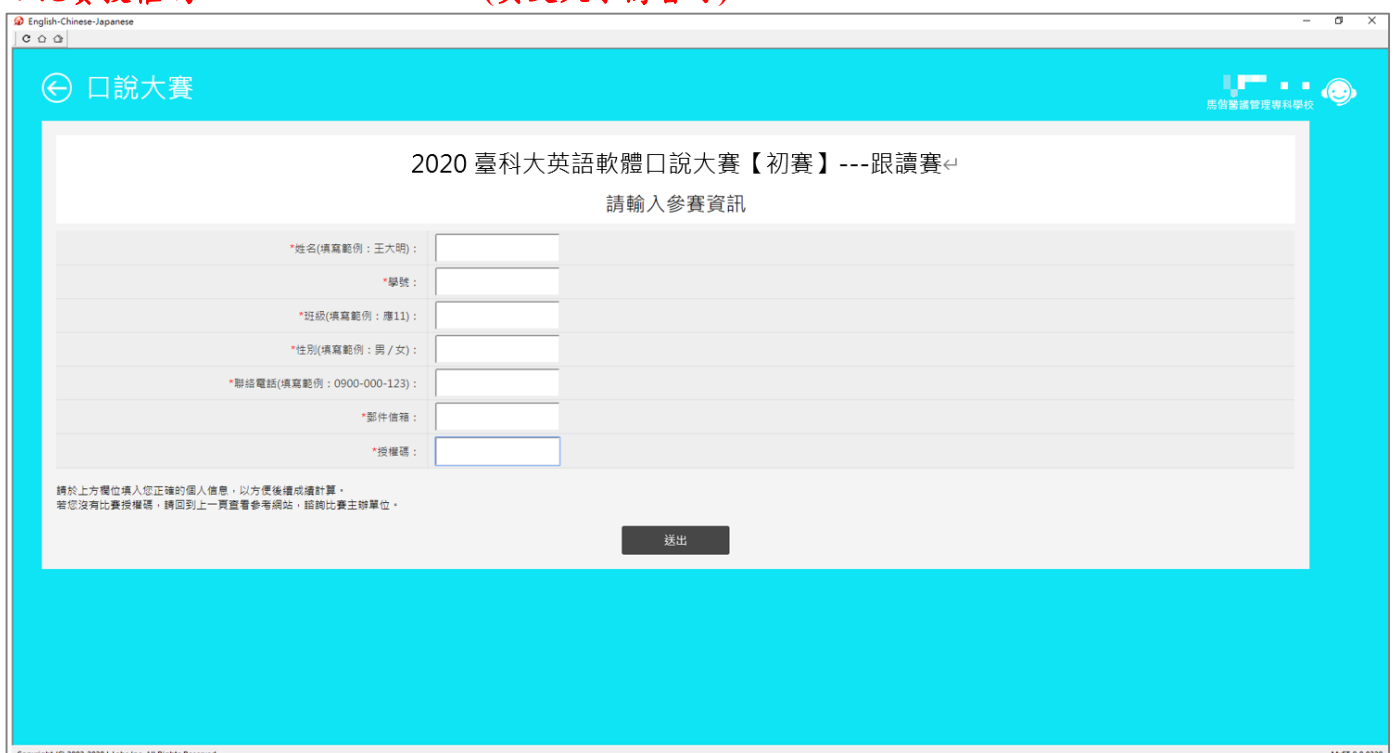 English-Chinese-Japanese
口說大賽
馬偕醫護管理專科學校
2020 臺科大英語軟體口說大賽【初賽】---跟讀賽↵
請輸入參賽資訊
*姓名(填寫範例：王大明)：
*學號：
*班級(填寫範例：應11)：
*性別(填寫範例：男 / 女)：
*聯絡電話(填寫範例：0900-000-123)：
*郵件信箱：
*授權碼：
請於上方欄位填入您正確的個人信息，以方便後續成績計算。
若您沒有比賽授權碼，請回到上一頁查看參考網站，諮詢比賽主辦單位。
送出